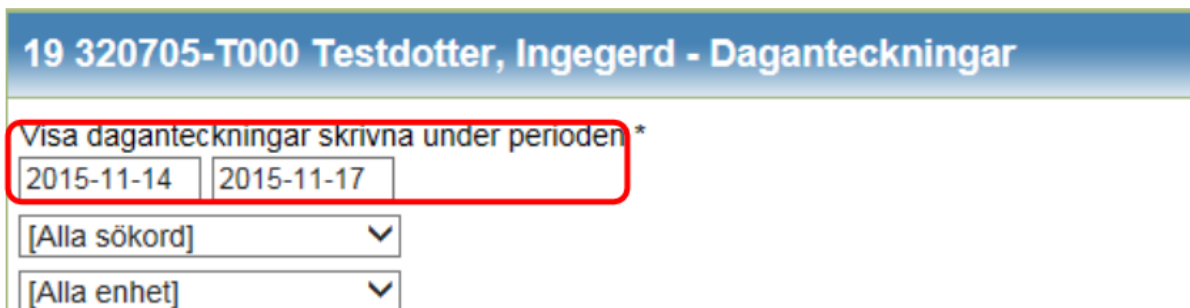 19 320705-T000 Testdotter, Ingegerd - Daganteckningar
Visa daganteckningar skrivna under perioden *
2015-11-14 2015-11-17
[Alla sökord]
[Alla enhet]